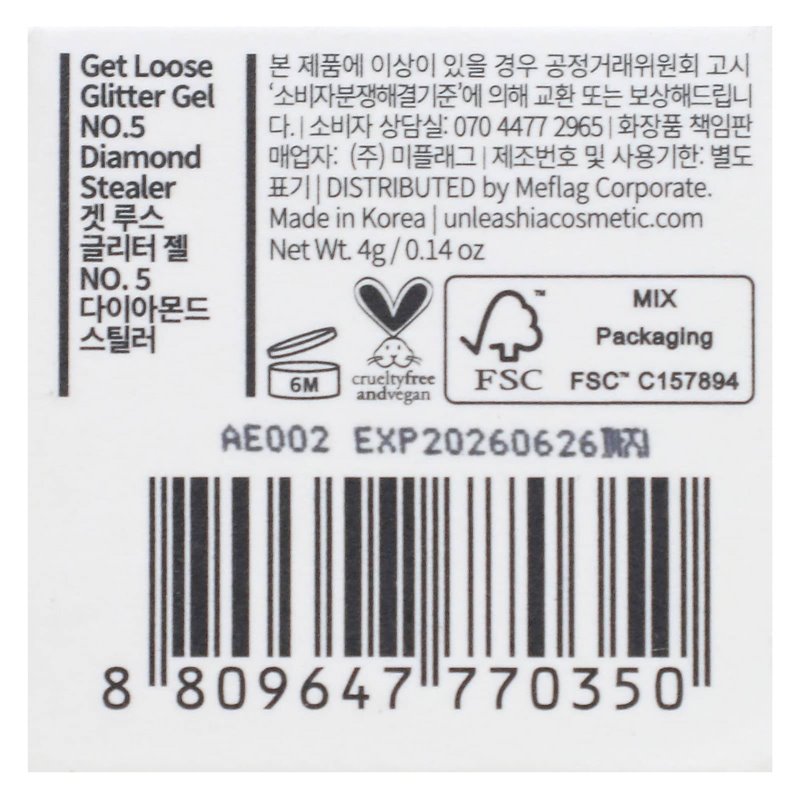 Get Loose
Glitter Gel
NO.5
Diamond
Stealer
겟 루스
글리터 젤
NO. 5
다이아몬드
스틸러
본 제품에 이상이 있을 경우 공정거래위원회 고시
‘소비자분쟁해결기준’에 의해 교환 또는 보상해드립니
다. | 소비자 상담실: 070 4477 2965 | 화장품 책임판
매업자: (주) 미플래그 | 제조번호 및 사용기한: 별도
표기 | DISTRIBUTED by Meflag Corporate.
Made in Korea | unleashiacosmetic.com
Net Wt. 4g / 0.14 oz
6M
crueltyfree
andvegan
FSC
™
MIX
Packaging
FSC™ C157894
AE002 EXP20260626까지
8 809647 770350